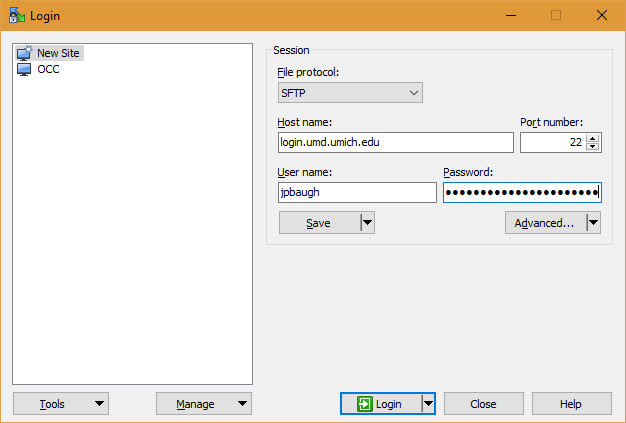 Login
New Site
OCC
Session
File protocol:
SFTP
Host name:
Port number:
login.umd.umich.edu
22
User name:
Password:
jpbaugh
●●●●●●●●●●●●●●●●●●●●●●
Save
Advanced...
Tools
Manage
Login
Close
Help